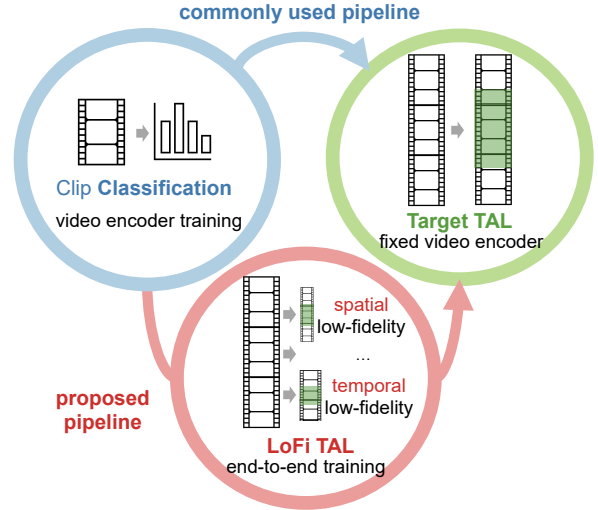 commonly used pipeline
Clip Classification
video encoder training
Target TAL
fixed video encoder
spatial
low-fidelity
...
temporal
low-fidelity
proposed
pipeline
LoFi TAL
end-to-end training